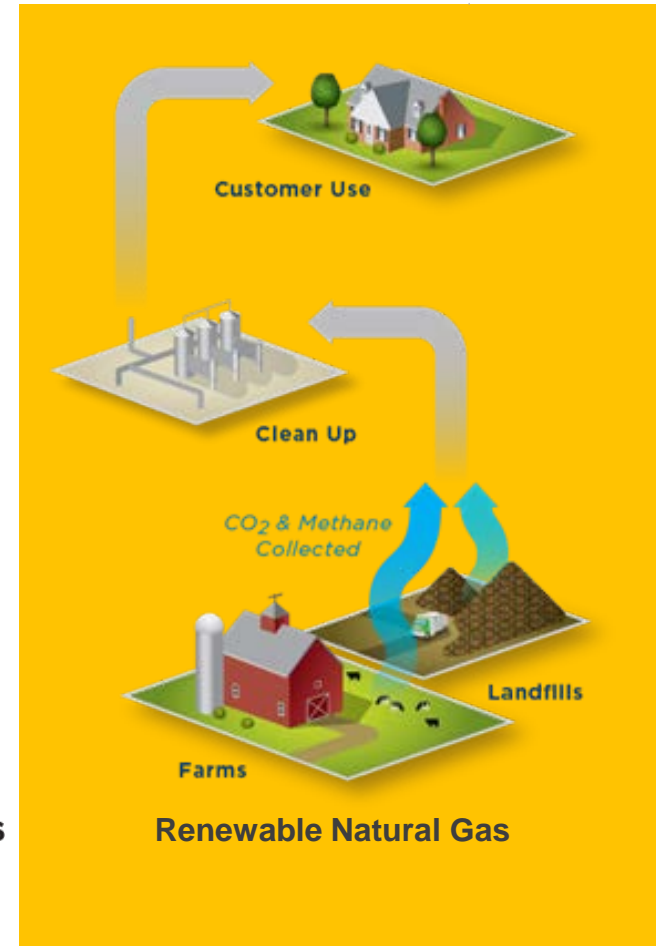 Customer Use
Clean Up
CO2 & Methane
Collected
Landfills
Farms
s
Renewable Natural Gas